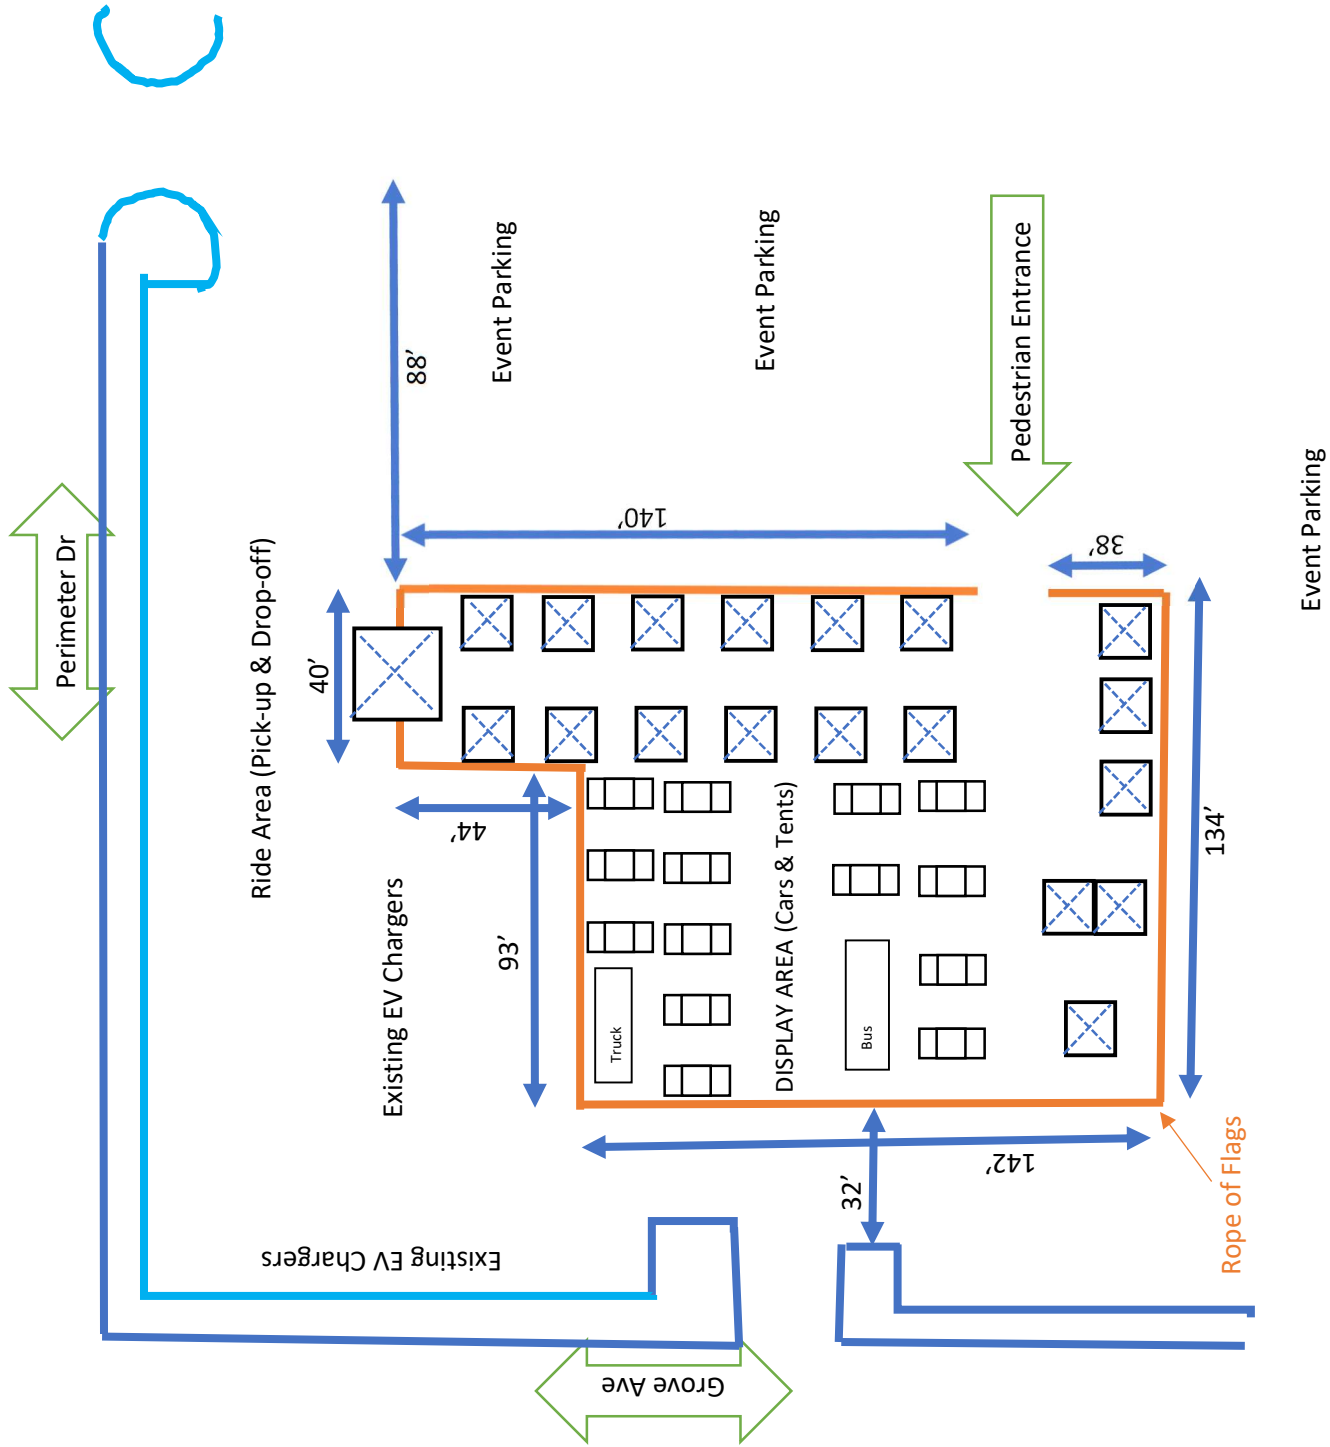 Perimeter Dr
88’
Event Parking
Event Parking
Pedestrian Entrance
Ride Area (Pick-up & Drop-off)
40’
140’
38’
Event Parking
44’
93’
Existing EV Chargers
DISPLAY AREA (Cars & Tents)
134’
Truck
Bus
142’
32’
Rope of Flags
Existing EV Chargers
Grove Ave